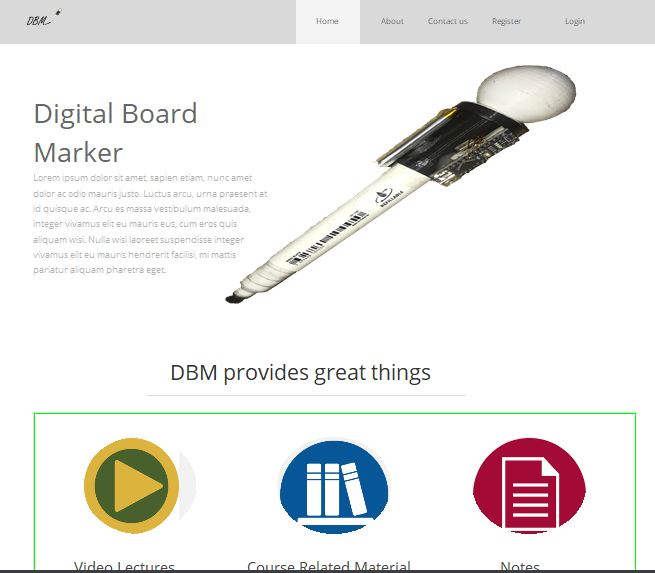 DBM
Home About Contact us Register Login
Digital Board
Marker
Lorem ipsum dolor sit amet, sapien etiam, nunc amet
dolor ac odio mauris justo. Luctus arcu, urna praesent at
id quisque ac. Arcu es massa vestibulum malesuada,
integer vivamus elit eu mauris eus, cum eros quis
aliquam wisi. Nulla wisi laoreet suspendisse integer
vivamus elit eu mauris hendrerit facilisi, mi mattis
pariatur aliquam pharetra eget.
REFILLABLE
DBM provides great things
Video Lectures
Course Related Material
Notes